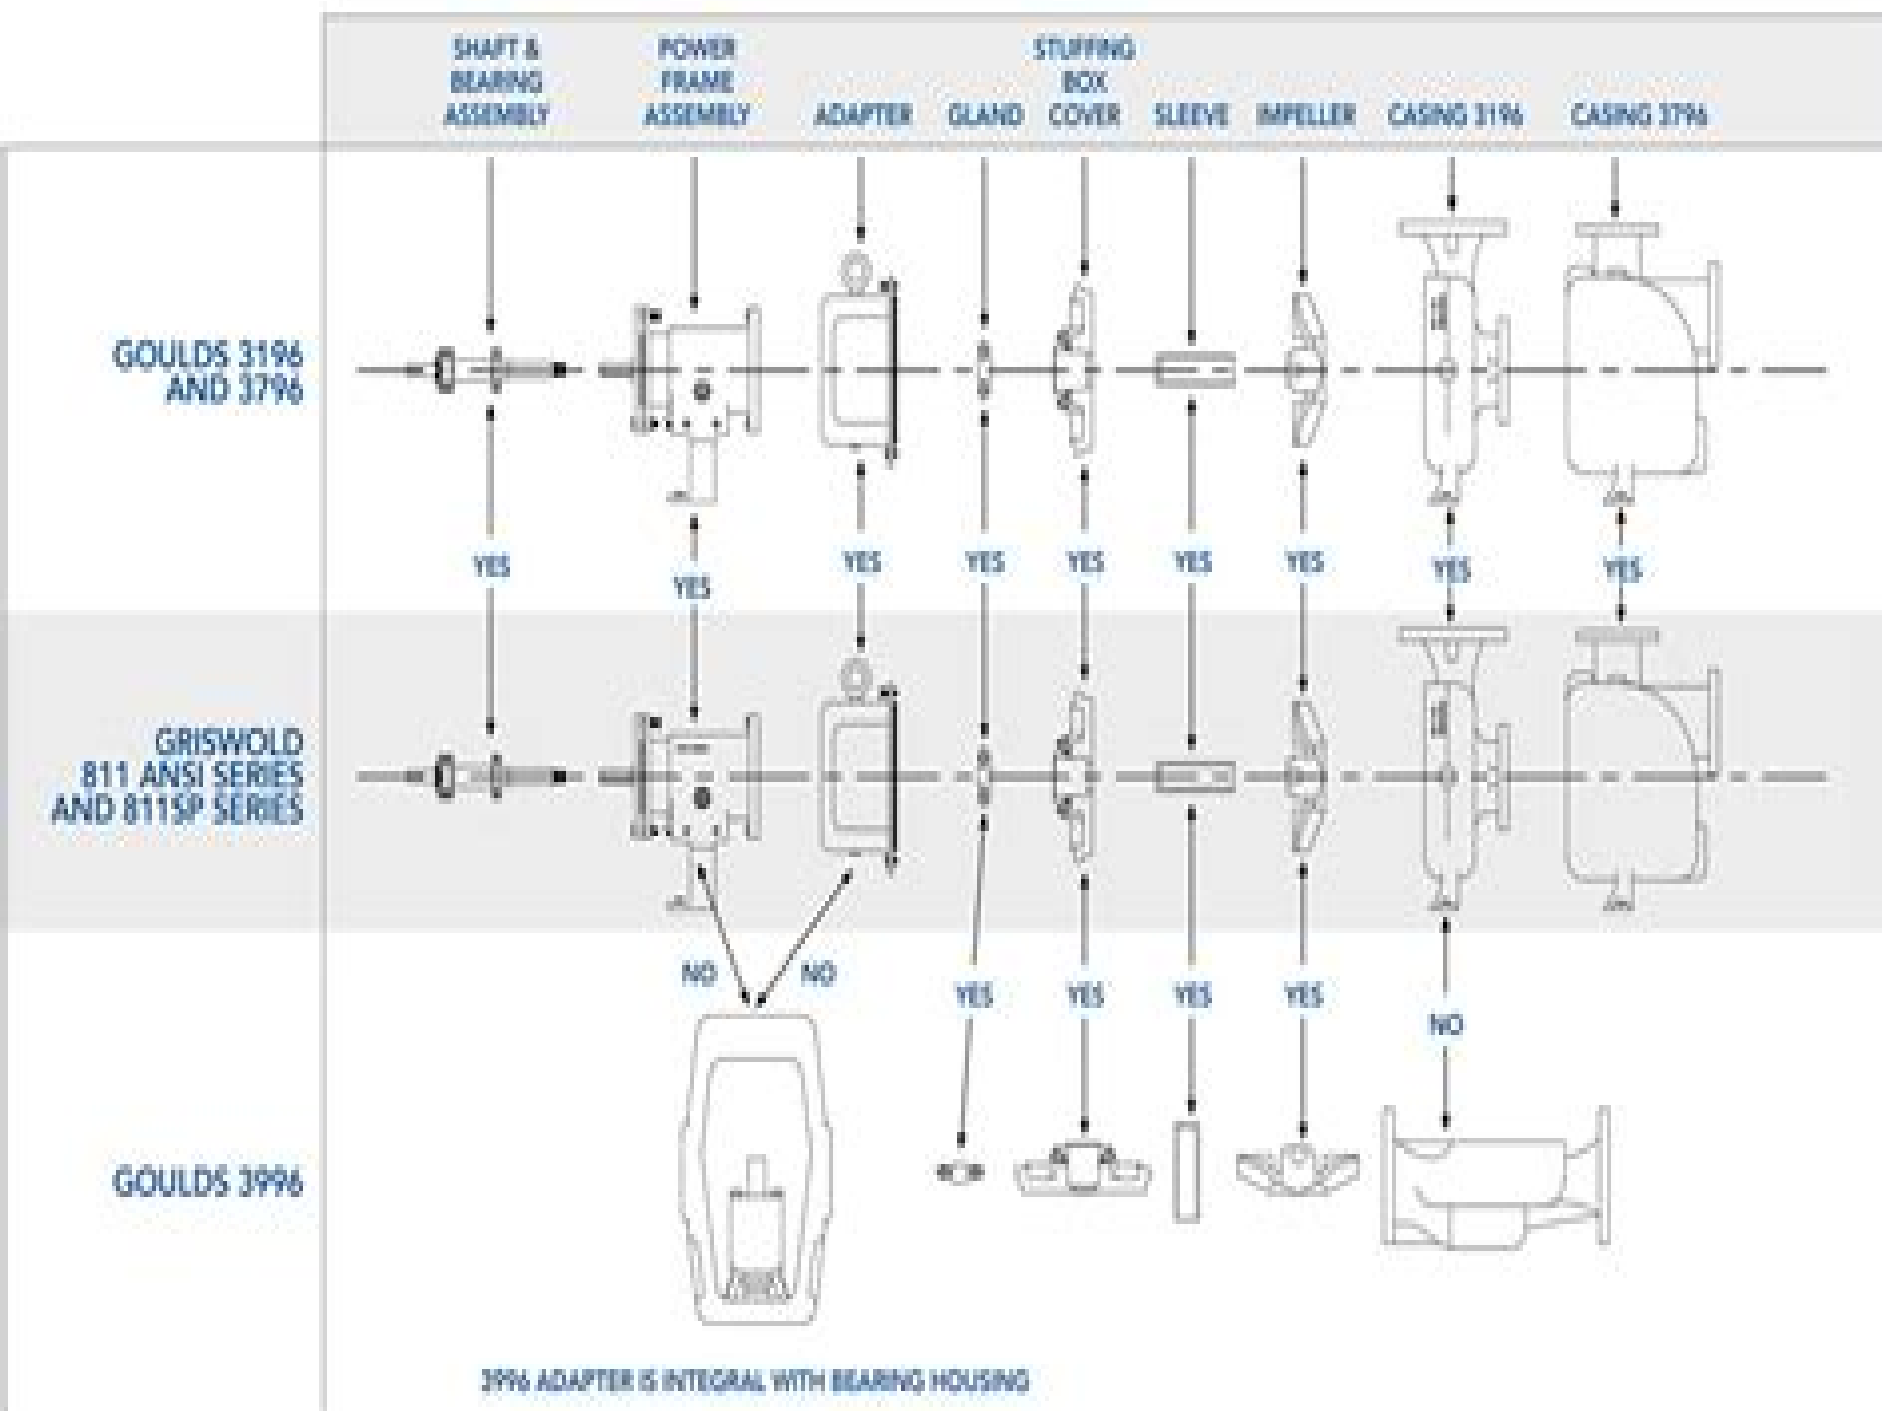 SHAFT &
BEARING
ASSEMBLY
POWER
FRAME
ASSEMBLY
ADAPTER
GLAND
STUFFING
BOX
COVER
SLEEVE
IMPELLER
CASING 3196
CASING 3796
GOULDS 3196
AND 3796
YES
YES
YES
YES
YES
YES
YES
YES
YES
GRISWOLD
811 ANSI SERIES
AND 811SP SERIES
NO
NO
YES
YES
YES
YES
NO
GOULDS 3996
3996 ADAPTER IS INTEGRAL WITH BEARING HOUSING